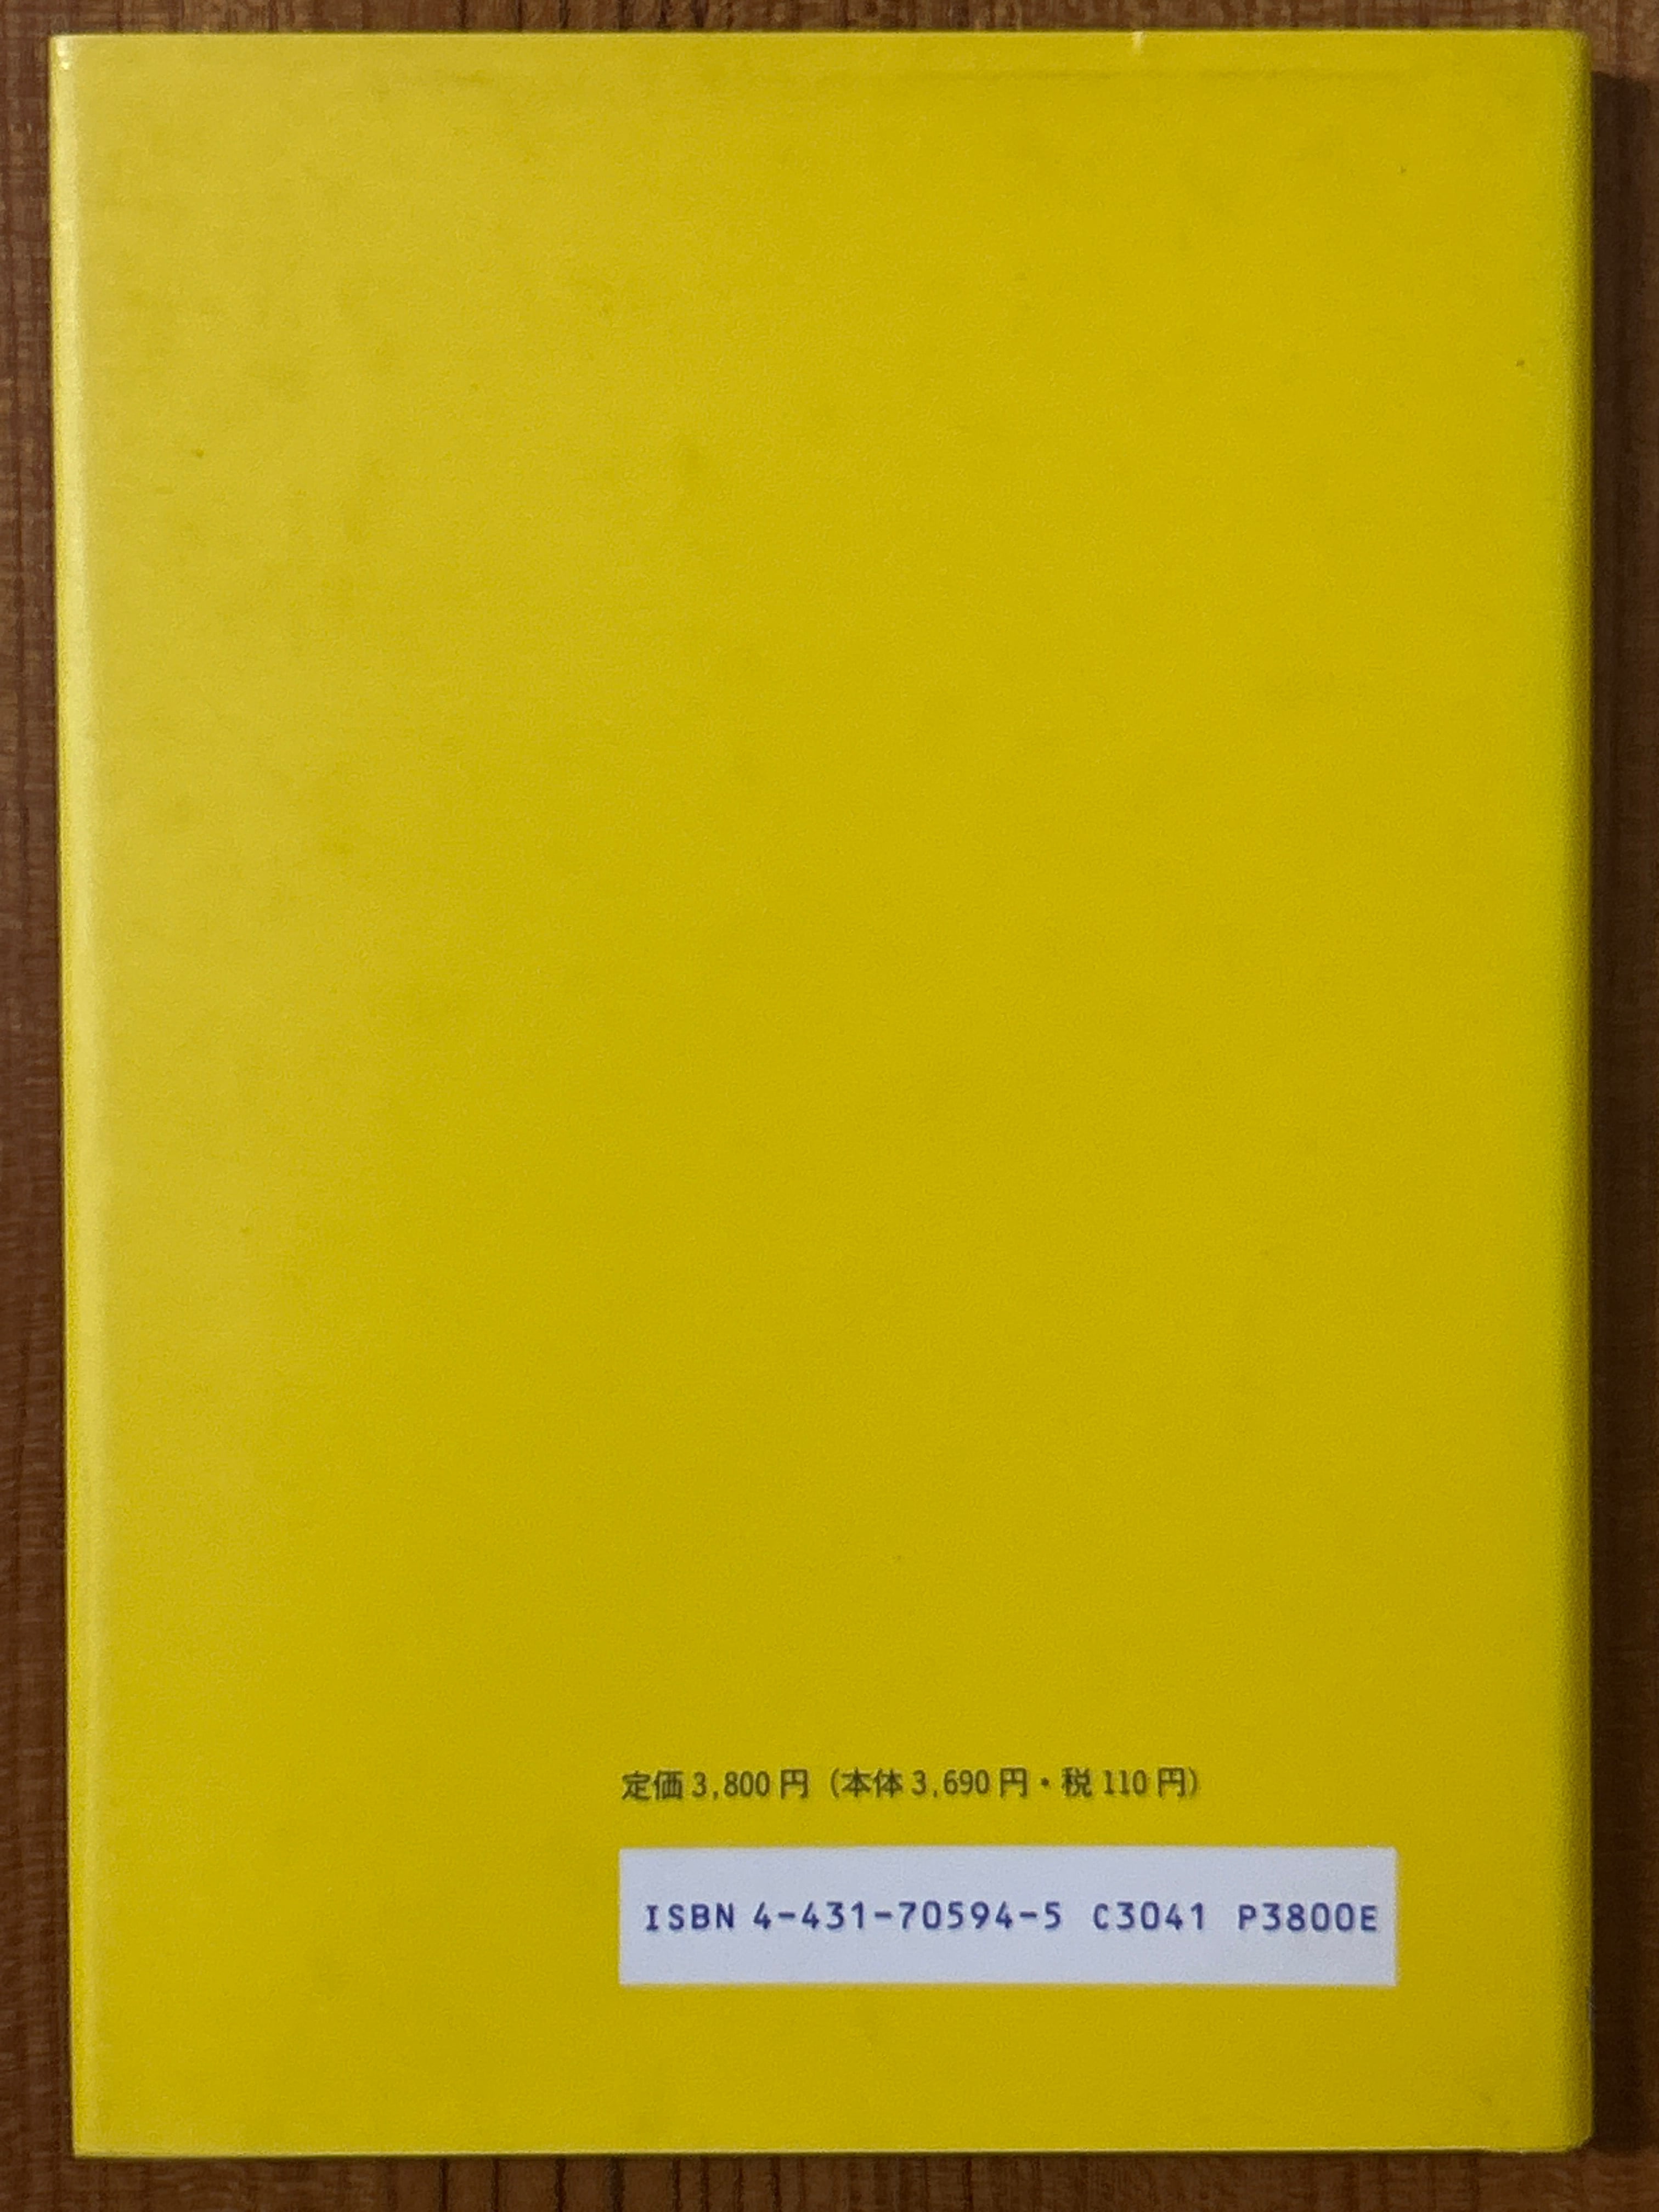 定価 3,800 円（本体 3,690 円・税 110 円）
ISBN 4-431-70594-5 C3041 P3800E